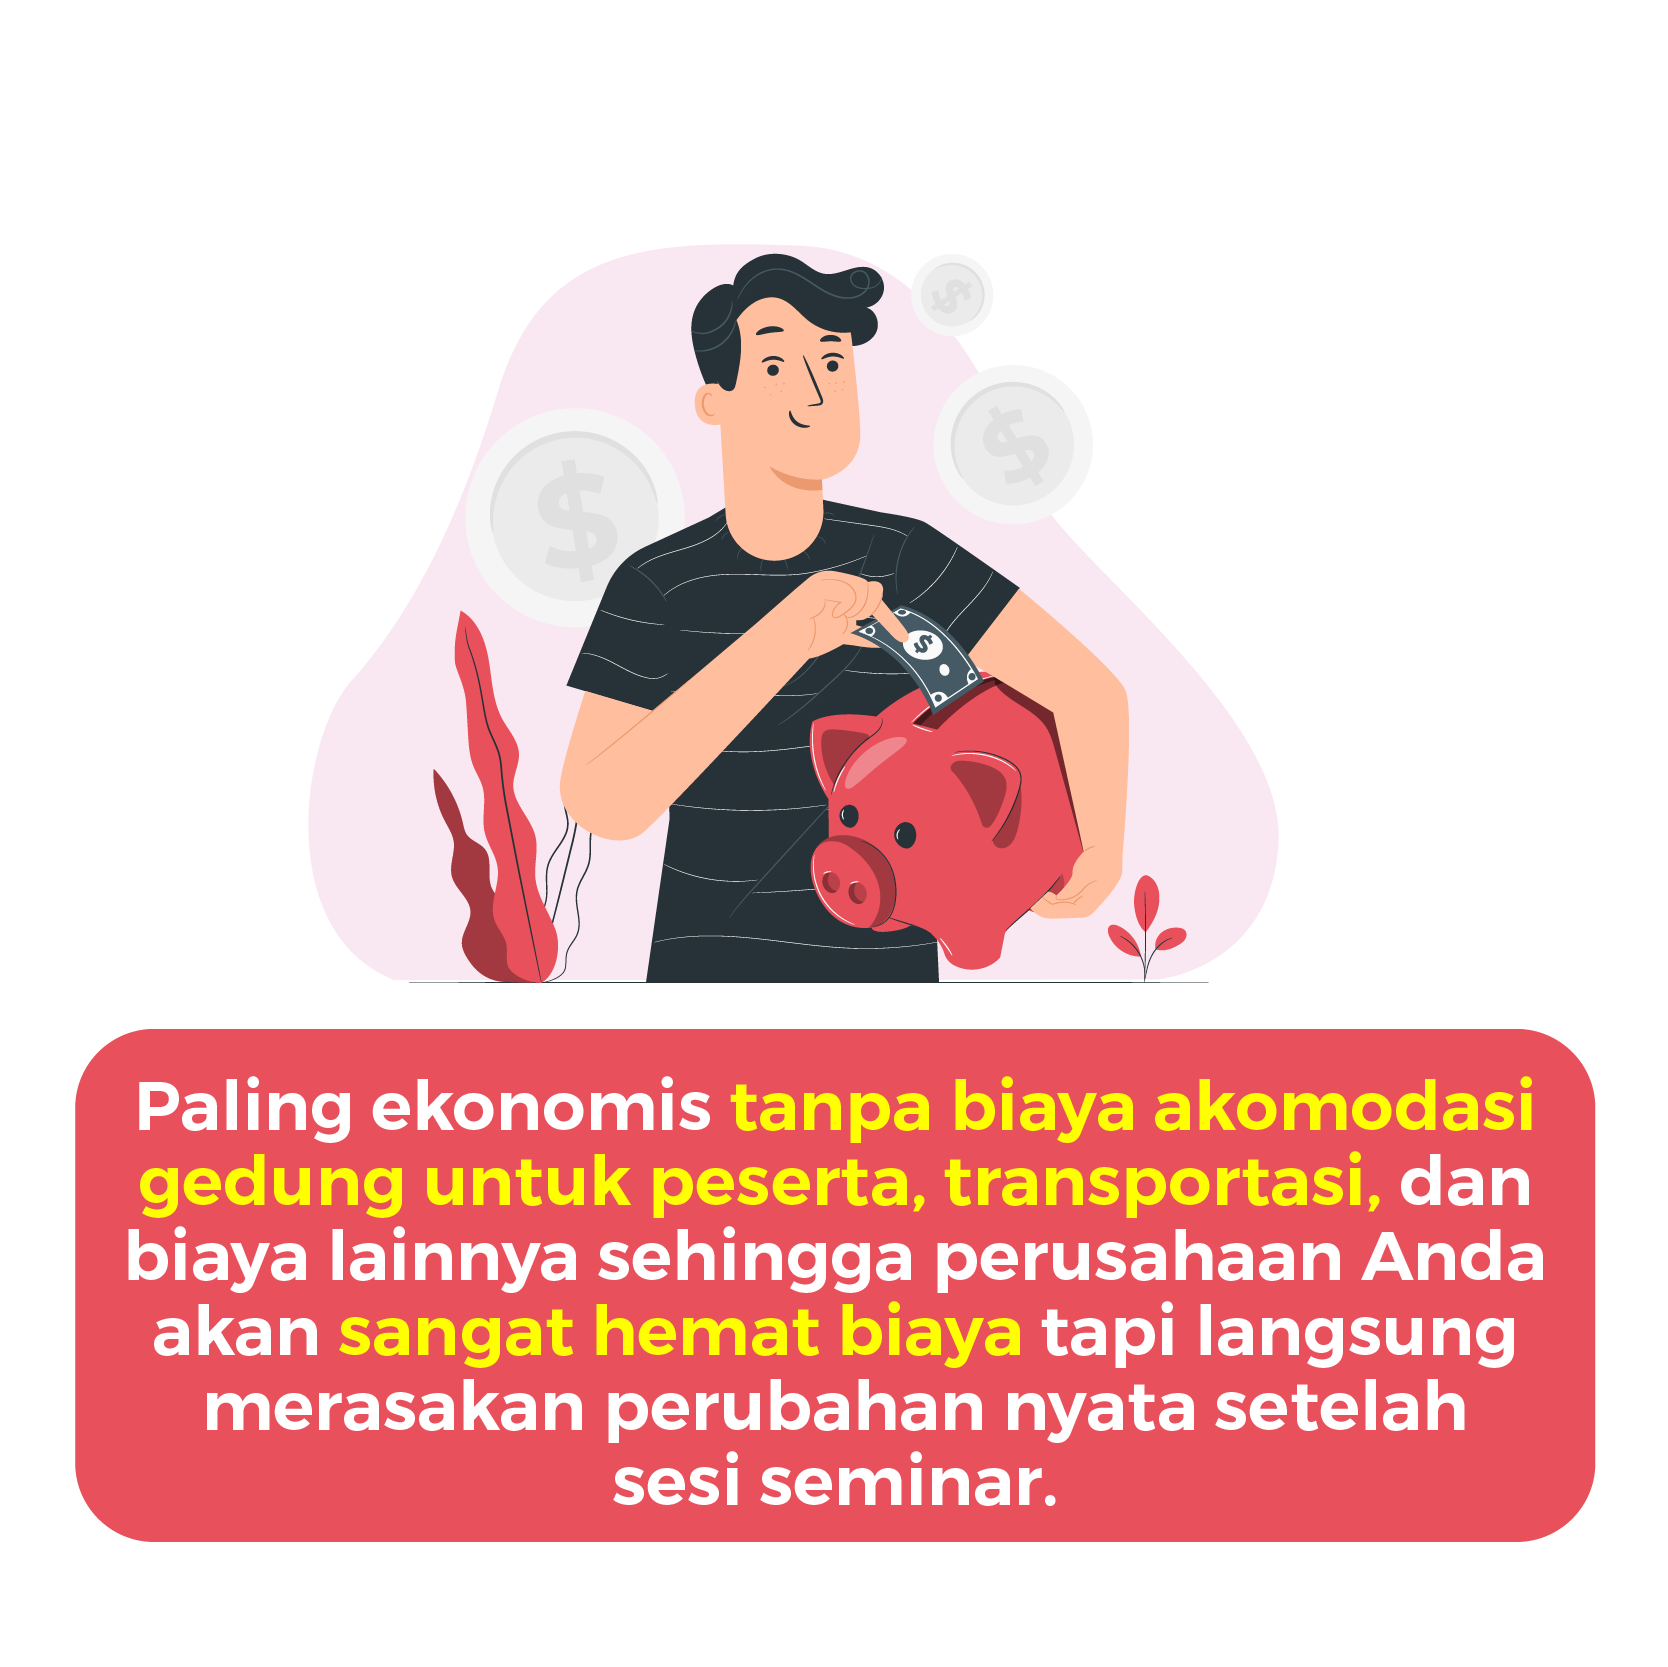 $
$
$
$
Paling ekonomis tanpa biaya akomodasi
gedung untuk peserta, transportasi, dan
biaya lainnya sehingga perusahaan Anda
akan sangat hemat biaya tapi langsung
merasakan perubahan nyata setelah
sesi seminar.